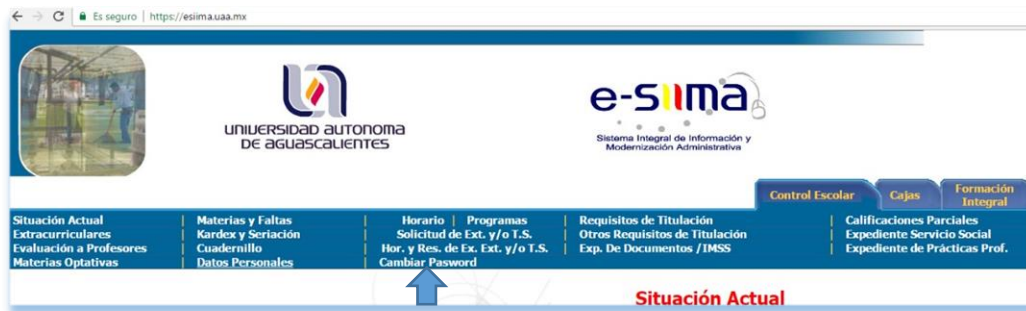 Es seguro | https://esiima.uaa.mx
UNIVERSIDAD AUTONOMA
DE AGUASCALIENTES
e-siima
Sistema Integral de Información y
Modernización Administrativa
Control Escolar Cajas Formación
Integral
Situación Actual | Materias y Faltas | Horario | Programas | Requisitos de Titulación | Calificaciones Parciales
Extracurriculares | Kardex y Seriación | Solicitud de Ext. y/o T.S. | Otros Requisitos de Titulación | Expediente Servicio Social
Evaluación a Profesores | Cuadernillo | Hor. y Res. de Ex. Ext. y/o T.S. | Exp. De Documentos /IMSS | Expediente de Prácticas Prof.
Materias Optativas | Datos Personales | Cambiar Pasword
Situación Actual